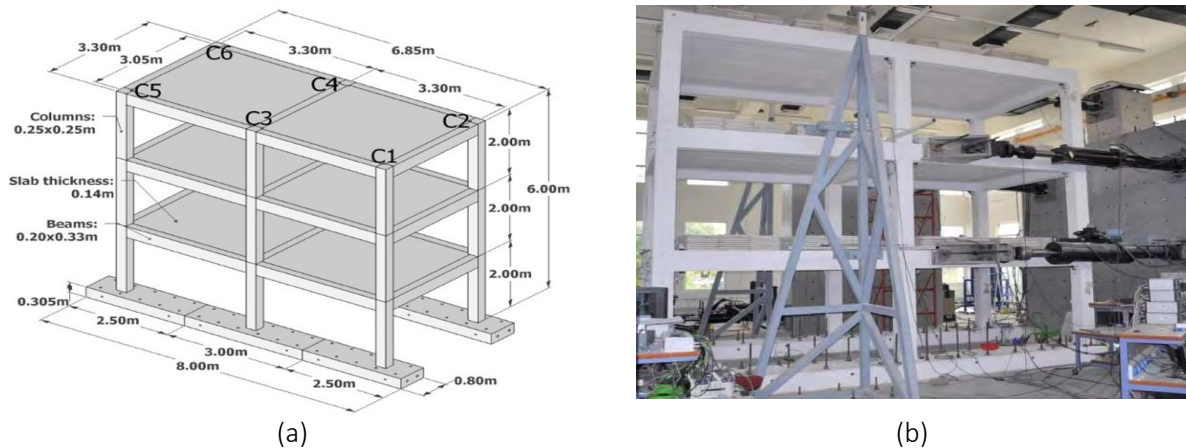 3.30m
3.05m
3.30m
6.85m
3.30m
C6
C4
C5
C3
C2
C1
Columns:
0.25x0.25m
Slab thickness:
0.14m
Beams:
0.20x0.33m
2.00m
2.00m
2.00m
6.00m
0.305m
2.50m
3.00m
8.00m
2.50m
0.80m
(a)
(b)